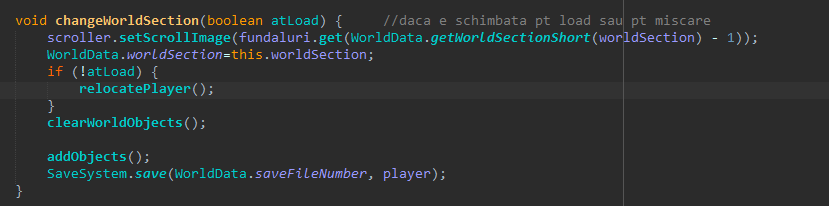 void changeWorldSection(boolean atLoad) {     //daca e schimbata pt load sau pt miscare
    scroller.setScrollImage(fundaluri.get(WorldData.getWorldSectionShort(worldSection) - 1));
    WorldData.worldSection=this.worldSection;
    if (!atLoad) {
        relocatePlayer();
    }
    clearWorldObjects();

    addObjects();
    SaveSystem.save(WorldData.saveFileNumber, player);
}